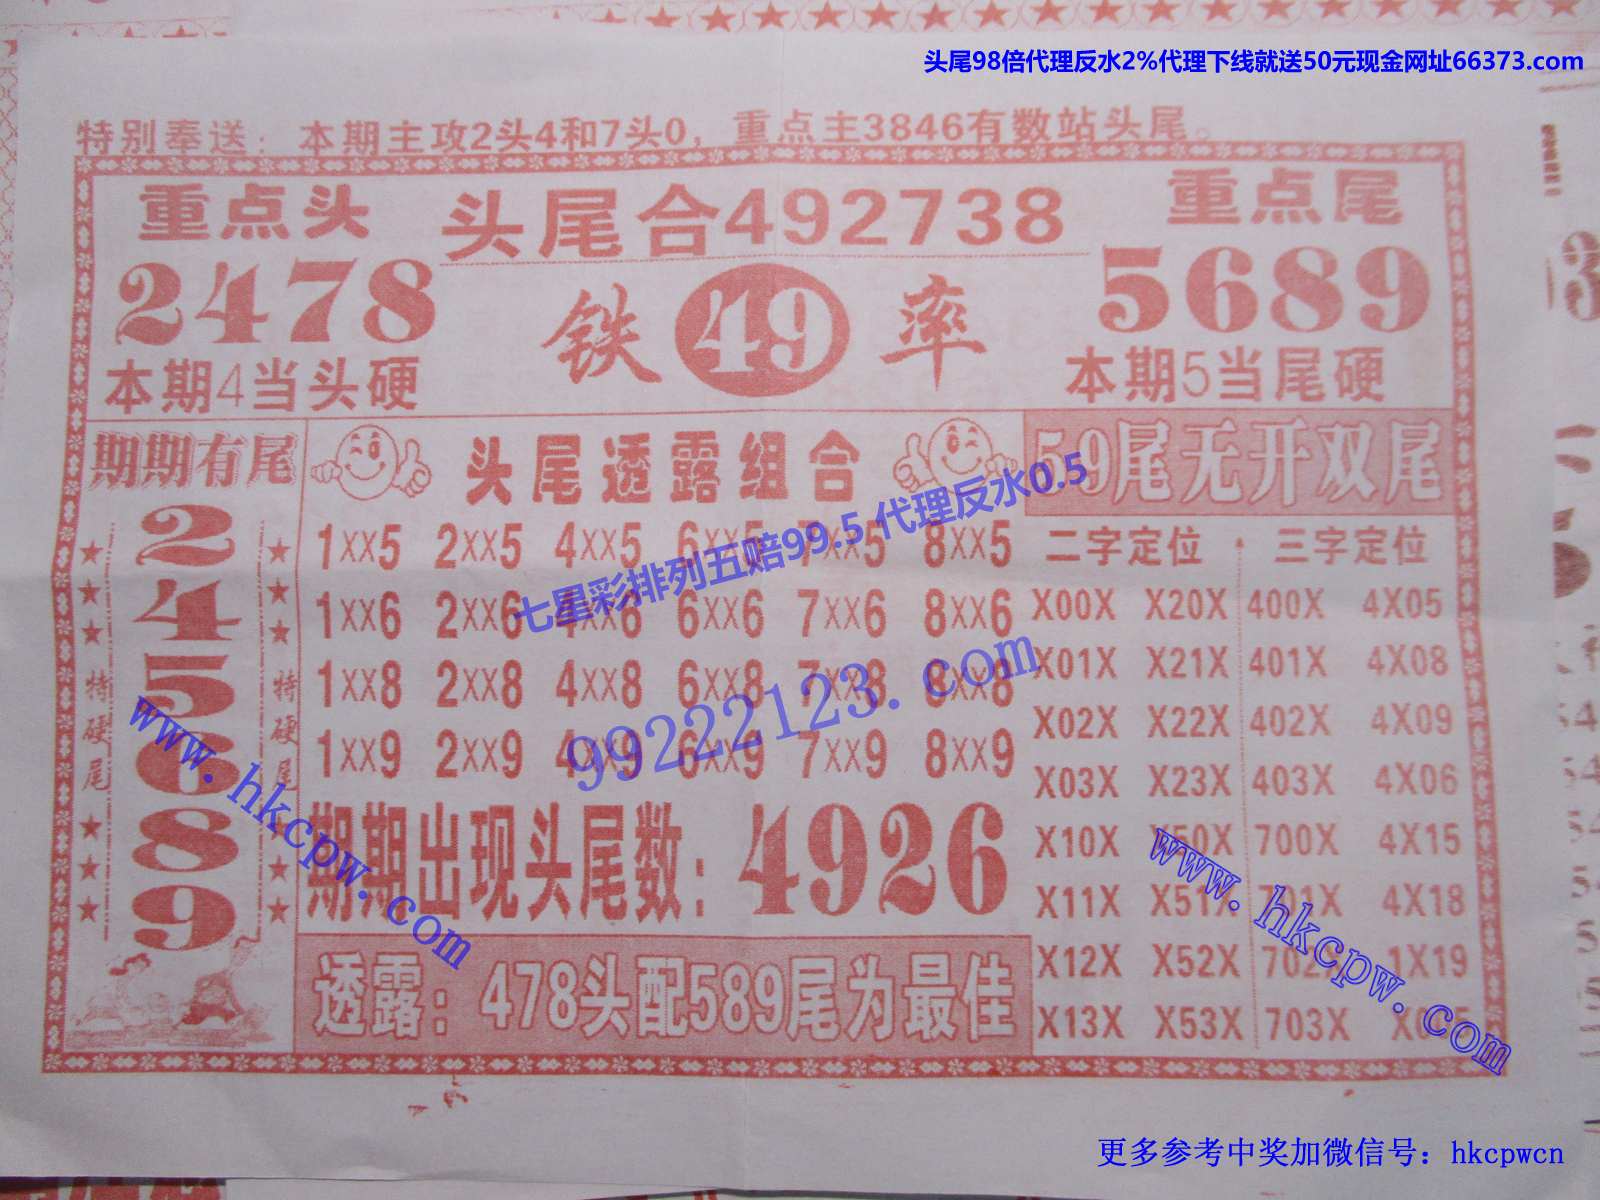 头尾98倍代理反水2%代理下线就送50元现金网址66373.com
特别奉送：本期主攻2头4和7头0，重点主3846有数站头尾。
重点头
头尾合492738
重点尾
2478
铁 49 率
5689
本期4当头硬
本期5当尾硬
期期有尾
2
4
5
6
8
9
特硬尾
特硬尾
头尾透露组合
1XX5 2XX5 4XX5 6XX5 7XX5 8XX5
1XX6 2XX6 4XX6 6XX6 7XX6 8XX6
1XX8 2XX8 4XX8 6XX8 7XX8 8XX8
1XX9 2XX9 4XX9 6XX9 7XX9 8XX9
期期出现头尾数：4926
透露：478头配589尾为最佳
59尾无开双尾
二字定位 三字定位
X00X X20X 400X 4X05
X01X X21X 401X 4X08
X02X X22X 402X 4X09
X03X X23X 403X 4X06
X10X X50X 700X 4X15
X11X X51X 701X 4X18
X12X X52X 702X 1X19
X13X X53X 703X
七星彩排列五赔99.5 代理反水0.5
99222123.com
www.hkcpw.com
www.hkcpw.com
更多参考中奖加微信号：hkcpwcn